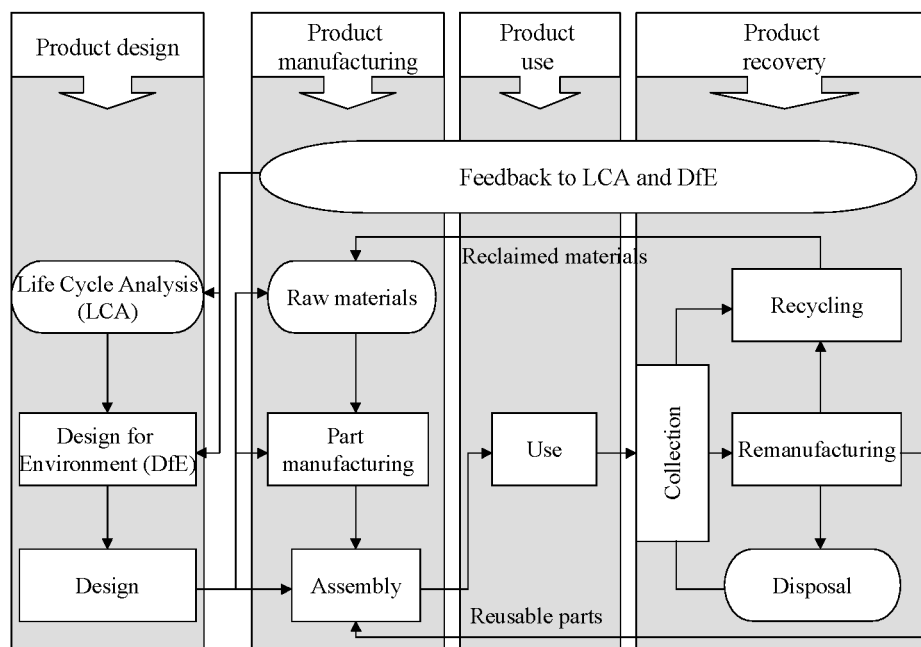 Product design
Product
manufacturing
Product
use
Product
recovery
Feedback to LCA and DfE
Reclaimed materials
Life Cycle Analysis
(LCA)
Raw materials
Recycling
Design for
Environment (DfE)
Part
manufacturing
Use
Collection
Remanufacturing
Design
Assembly
Disposal
Reusable parts